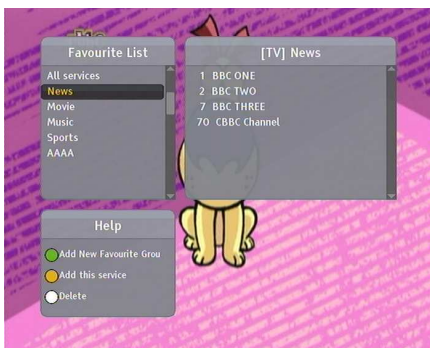 Favourite List
All services
News
Movie
Music
Sports
AAAA
[TV] News
1 BBC ONE
2 BBC TWO
7 BBC THREE
70 CBBC Channel
Help
Add New Favourite Grou
Add this service
Delete